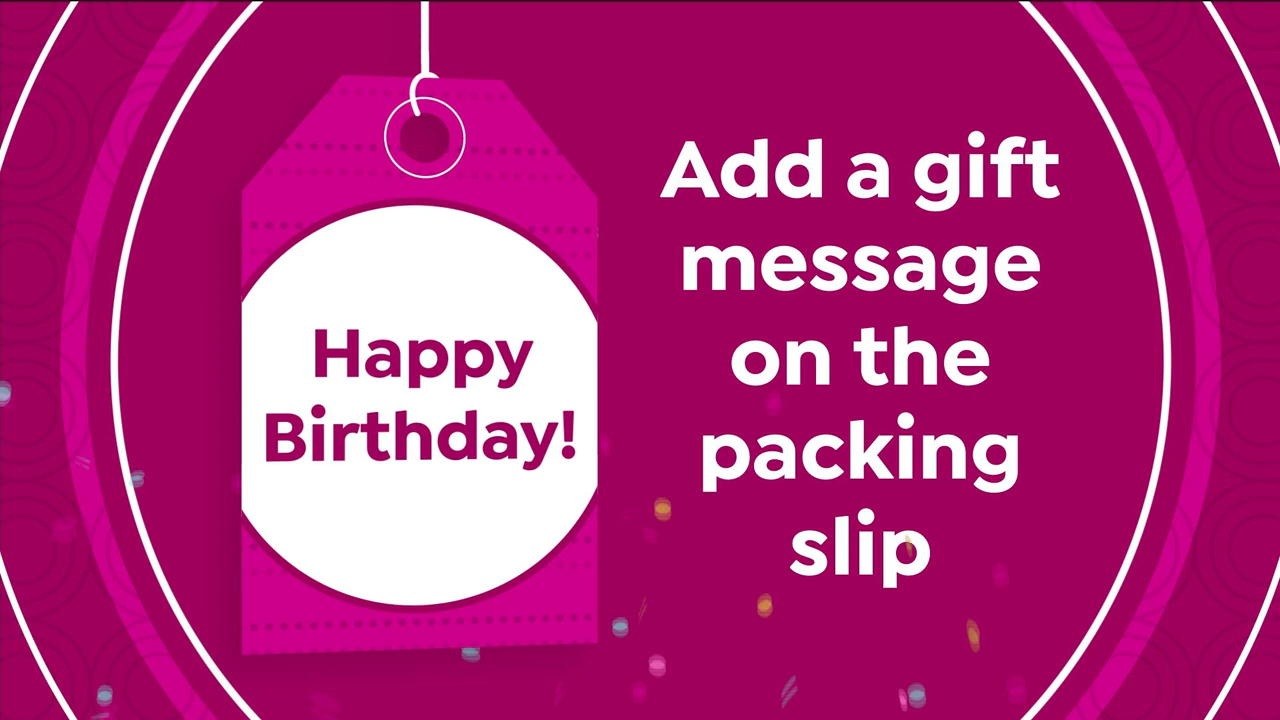 Happy
Birthday!
Add a gift
message
on the
packing
slip